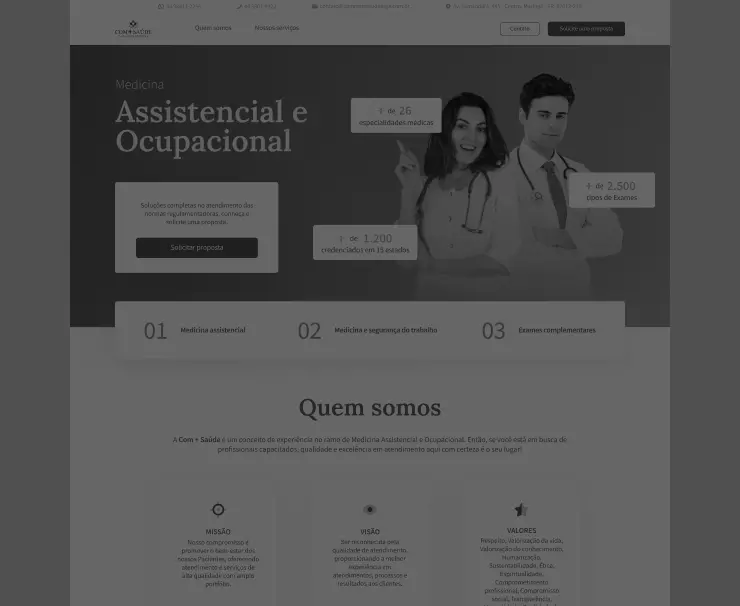 COM+SAÚDE
Quem somos
Nossos serviços
Contato
Solicite uma proposta
Medicina
Assistencial e
Ocupacional
+ de 26
especialidades médicas
+ de 2.500
tipos de Exames
+ de 1.200
credenciados em 15 estados
Soluções completas no atendimento das
normas regulamentadoras, conheça e
solicite uma proposta.
Solicitar proposta
01 Medicina assistencial
02 Medicina e segurança do trabalho
03 Exames complementares
Quem somos
A Com + Saúde é um conceito de experiência no ramo de Medicina Assistencial e Ocupacional. Então, se você está em busca de
profissionais capacitados, qualidade e excelência em atendimento aqui com certeza é o seu lugar!
MISSÃO
Nosso compromisso é
promover o bem-estar dos
nossos Pacientes, oferecendo
atendimento e serviços de
alta qualidade com amplo
portfólio.
VISÃO
Ser reconhecida pela
qualidade do atendimento,
proporcionando a melhor
experiência em
atendimentos, processos e
resultados, aos clientes.
VALORES
Respeito, Valorização da vida,
Valorização do conhecimento,
Humanização,
Sustentabilidade, Ética,
Espiritualidade,
Comprometimento
profissional, Compromisso
social, Transparência,